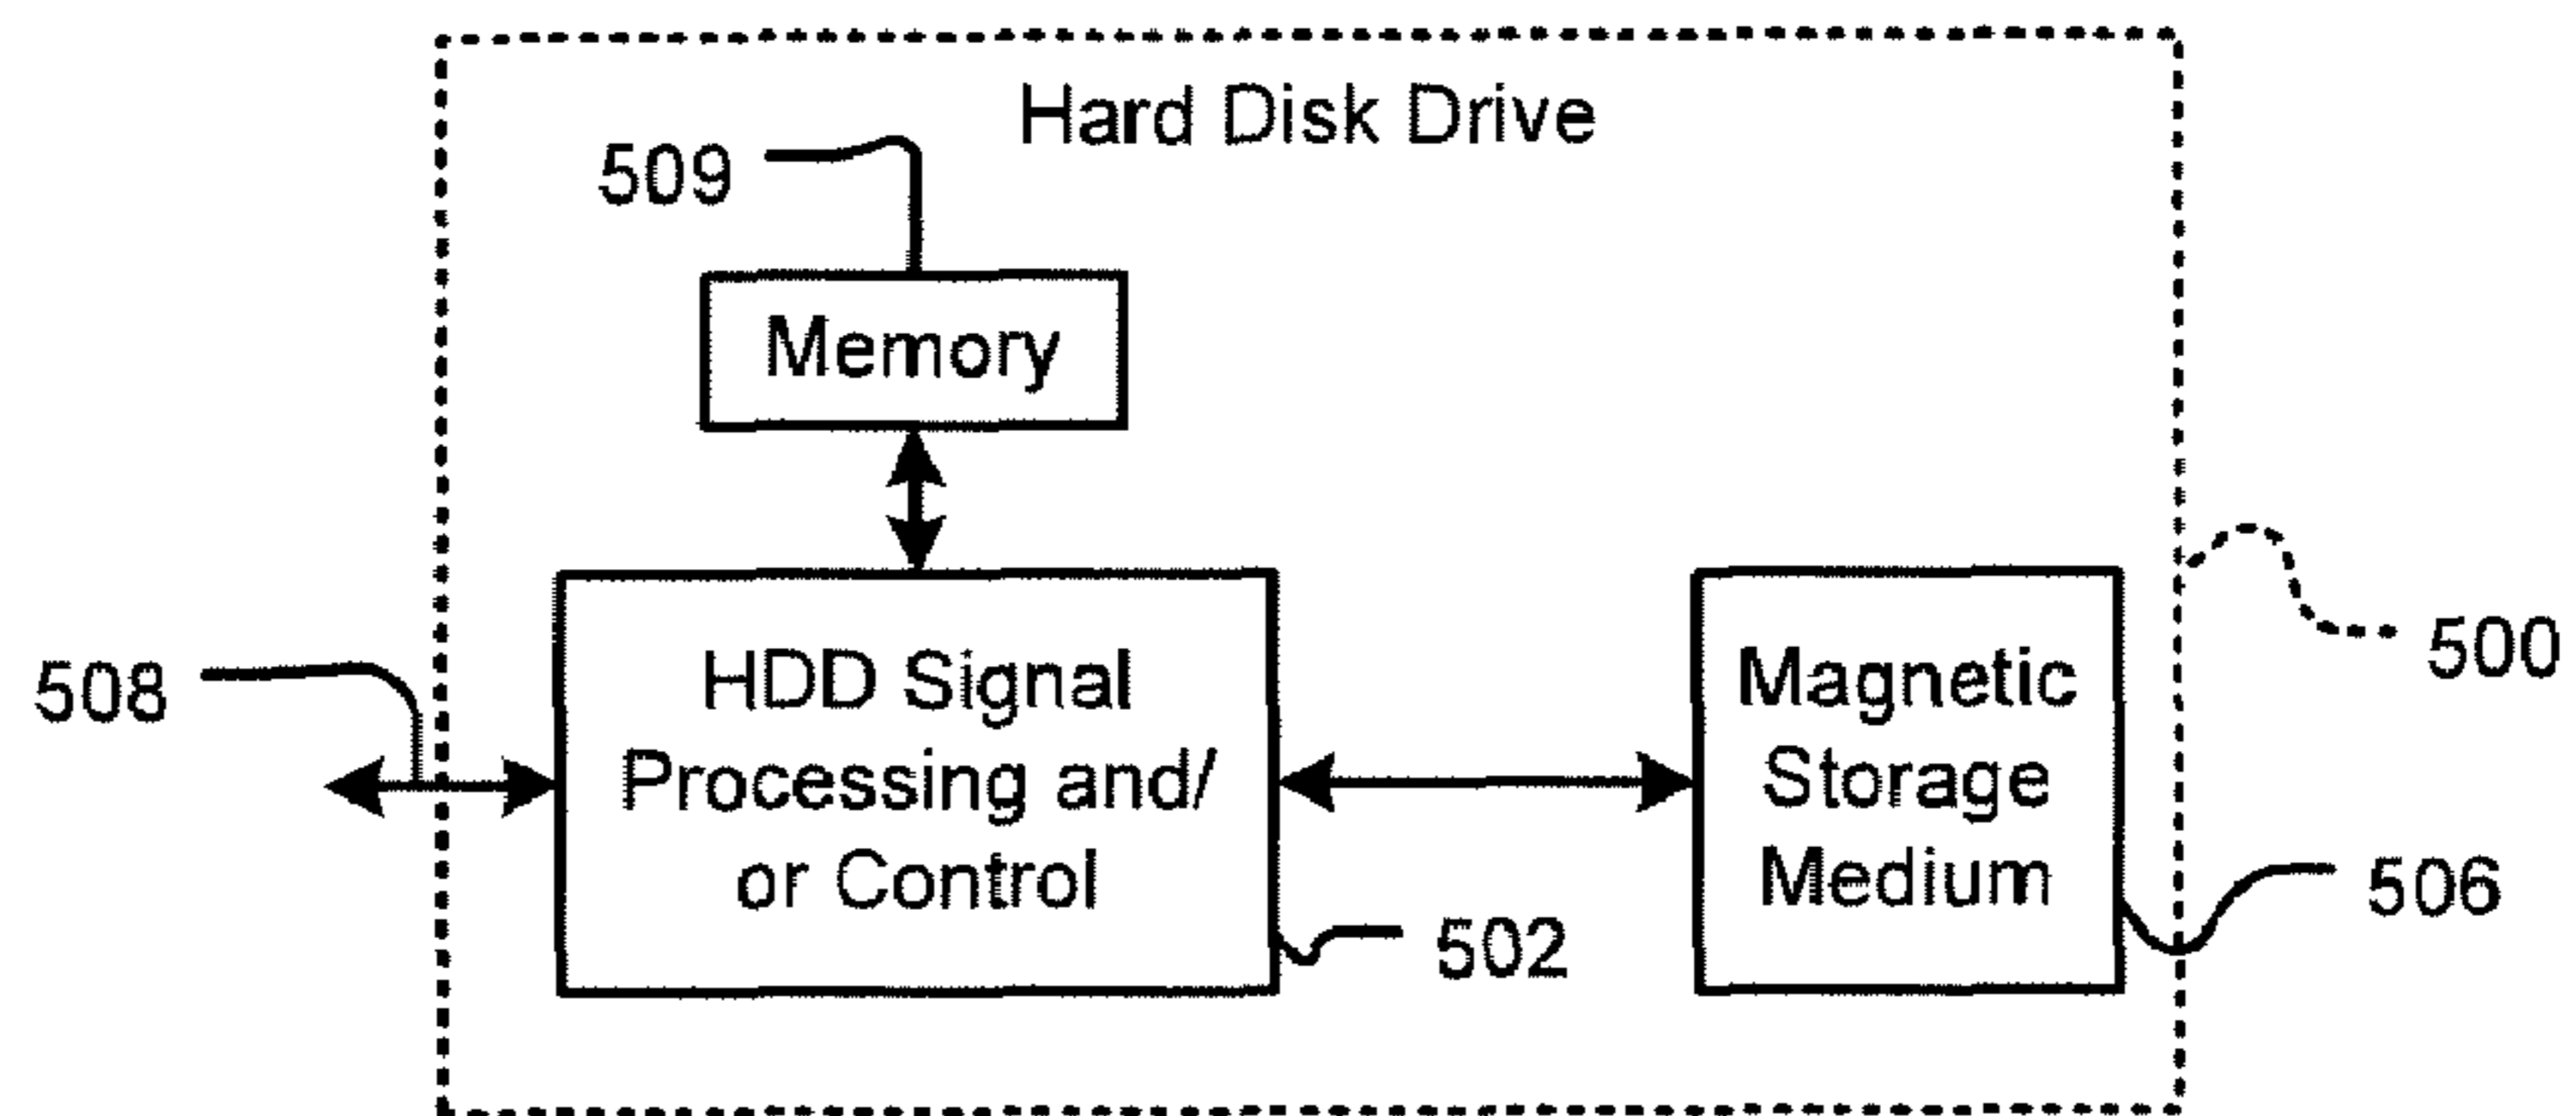 Hard Disk Drive
509
Memory
508
HDD Signal
Processing and/
or Control
502
Magnetic
Storage
Medium
500
506